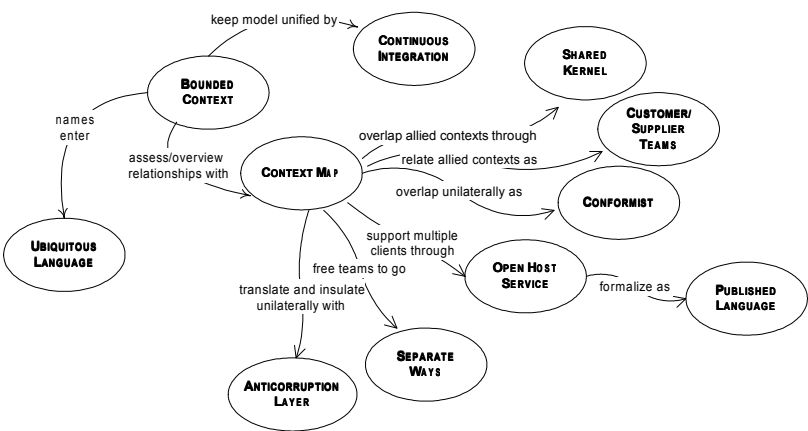 keep model unified by
CONTINUOUS
INTEGRATION
SHARED
KERNEL
BOUNDED
CONTEXT
names
enter
CUSTOMER/
SUPPLIER
TEAMS
overlap allied contexts through
assess/overview
relationships with
CONTEXT MAP
relate allied contexts as
overlap unilaterally as
CONFORMIST
UBIQUITOUS
LANGUAGE
support multiple
clients through
free teams to go
OPEN HOST
SERVICE
formalize as
PUBLISHED
LANGUAGE
translate and insulate
unilaterally with
SEPARATE
WAYS
ANTICORRUPTION
LAYER